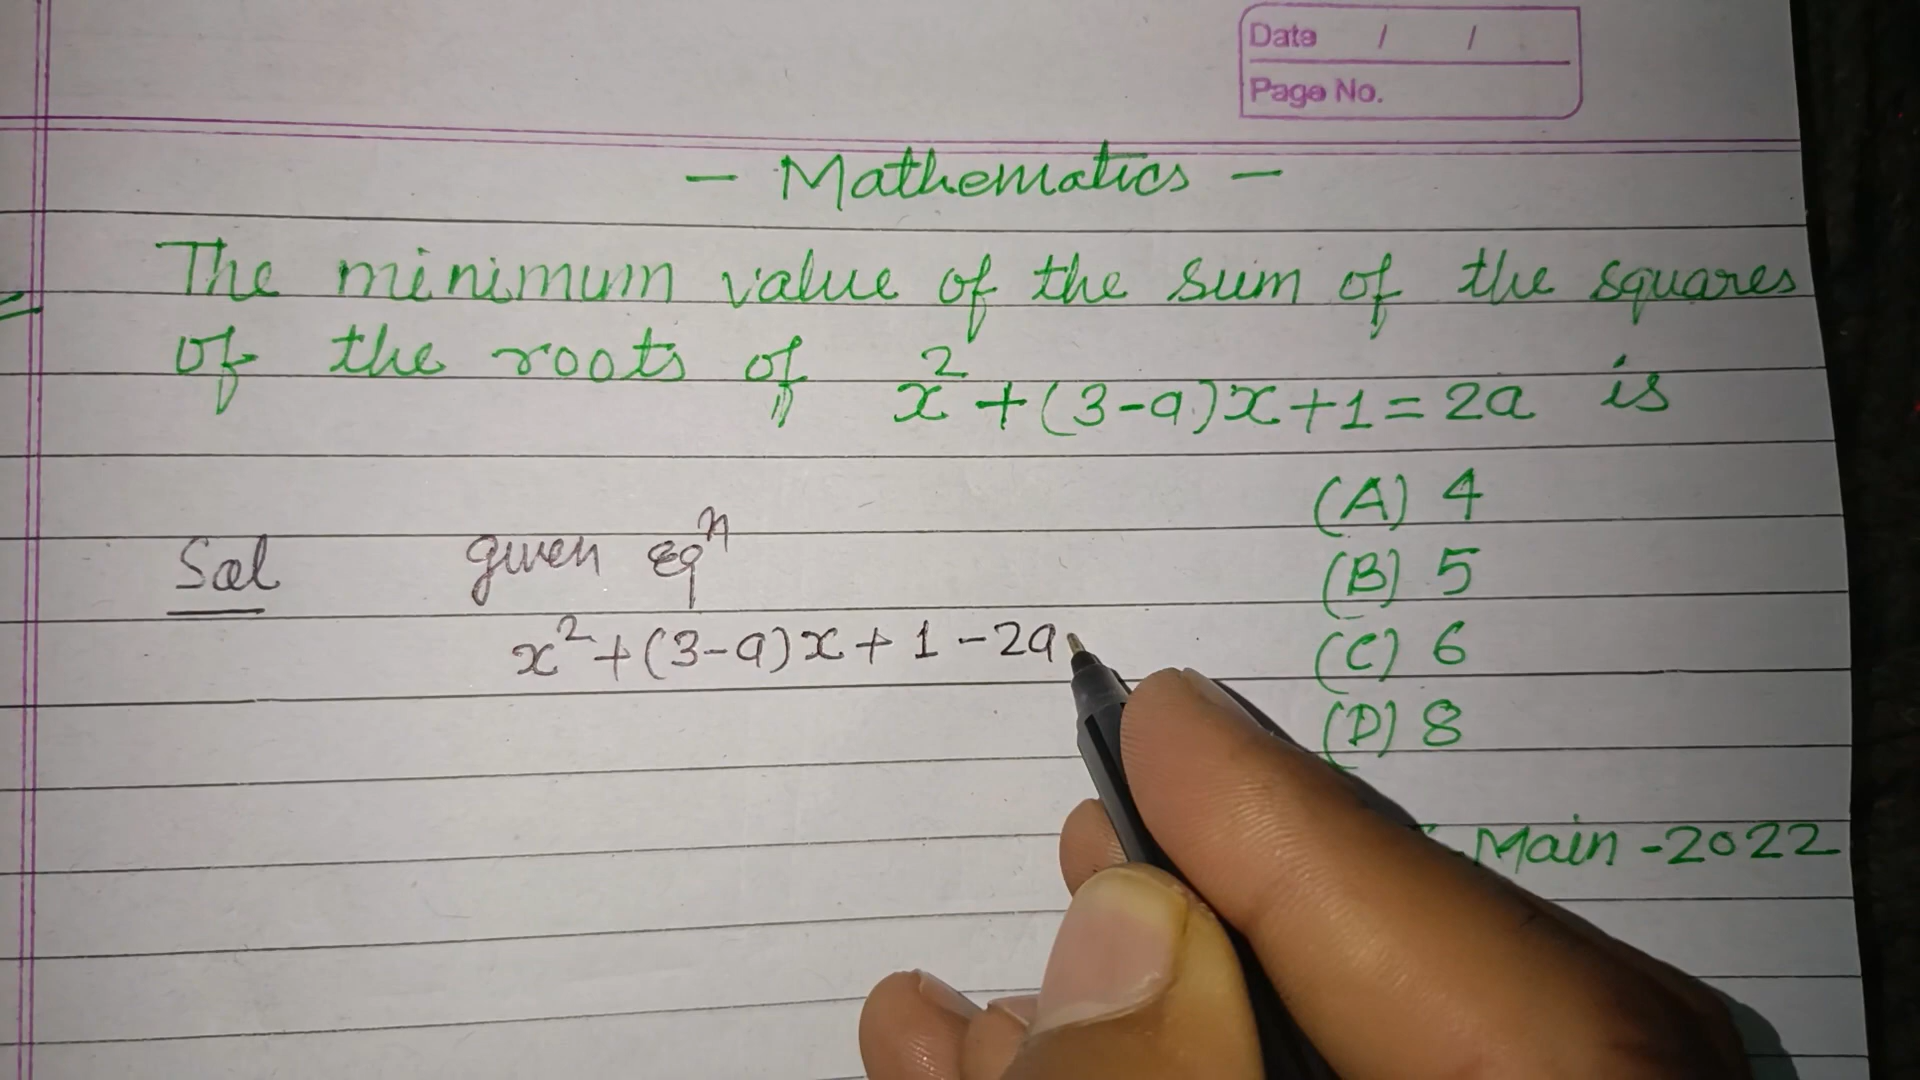 Date / /
Page No.
- Mathematics -
The minimum value of the sum of the squares
of the roots of x² + (3-a)x + 1 = 2a is
(A) 4
(B) 5
(C) 6
(D) 8
Sol given Eqⁿ
x² + (3-a)x + 1 - 2a
Main - 2022